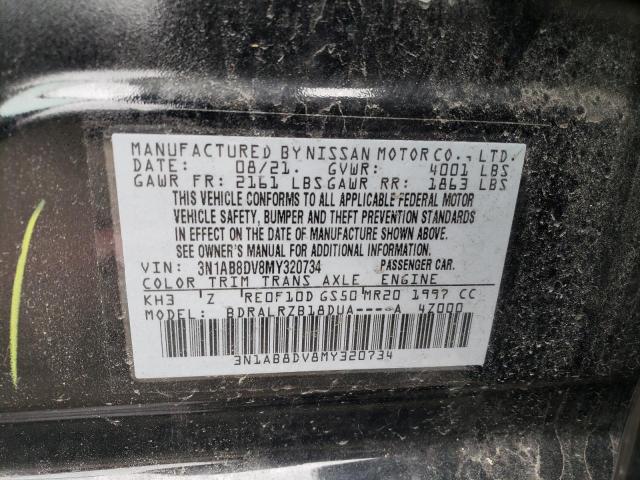 MANUFACTURED BY NISSAN MOTOR CO., LTD.
DATE: 08/21. GVWR: 4001 LBS
GAWR FR: 2161 LBS GAWR RR: 1863 LBS
THIS VEHICLE CONFORMS TO ALL APPLICABLE FEDERAL MOTOR
VEHICLE SAFETY, BUMPER AND THEFT PREVENTION STANDARDS
IN EFFECT ON THE DATE OF MANUFACTURE SHOWN ABOVE.
SEE OWNER'S MANUAL FOR ADDITIONAL INFORMATION.
VIN: 3N1AB8DV8MY320734 PASSENGER CAR.
COLOR TRIM TRANS AXLE ENGINE
KH3 Z RE0F10D GS50 MR20 1997 CC
MODEL: BDRALRZB18DUA----A 4Z000
3N1AB8DV8MY320734